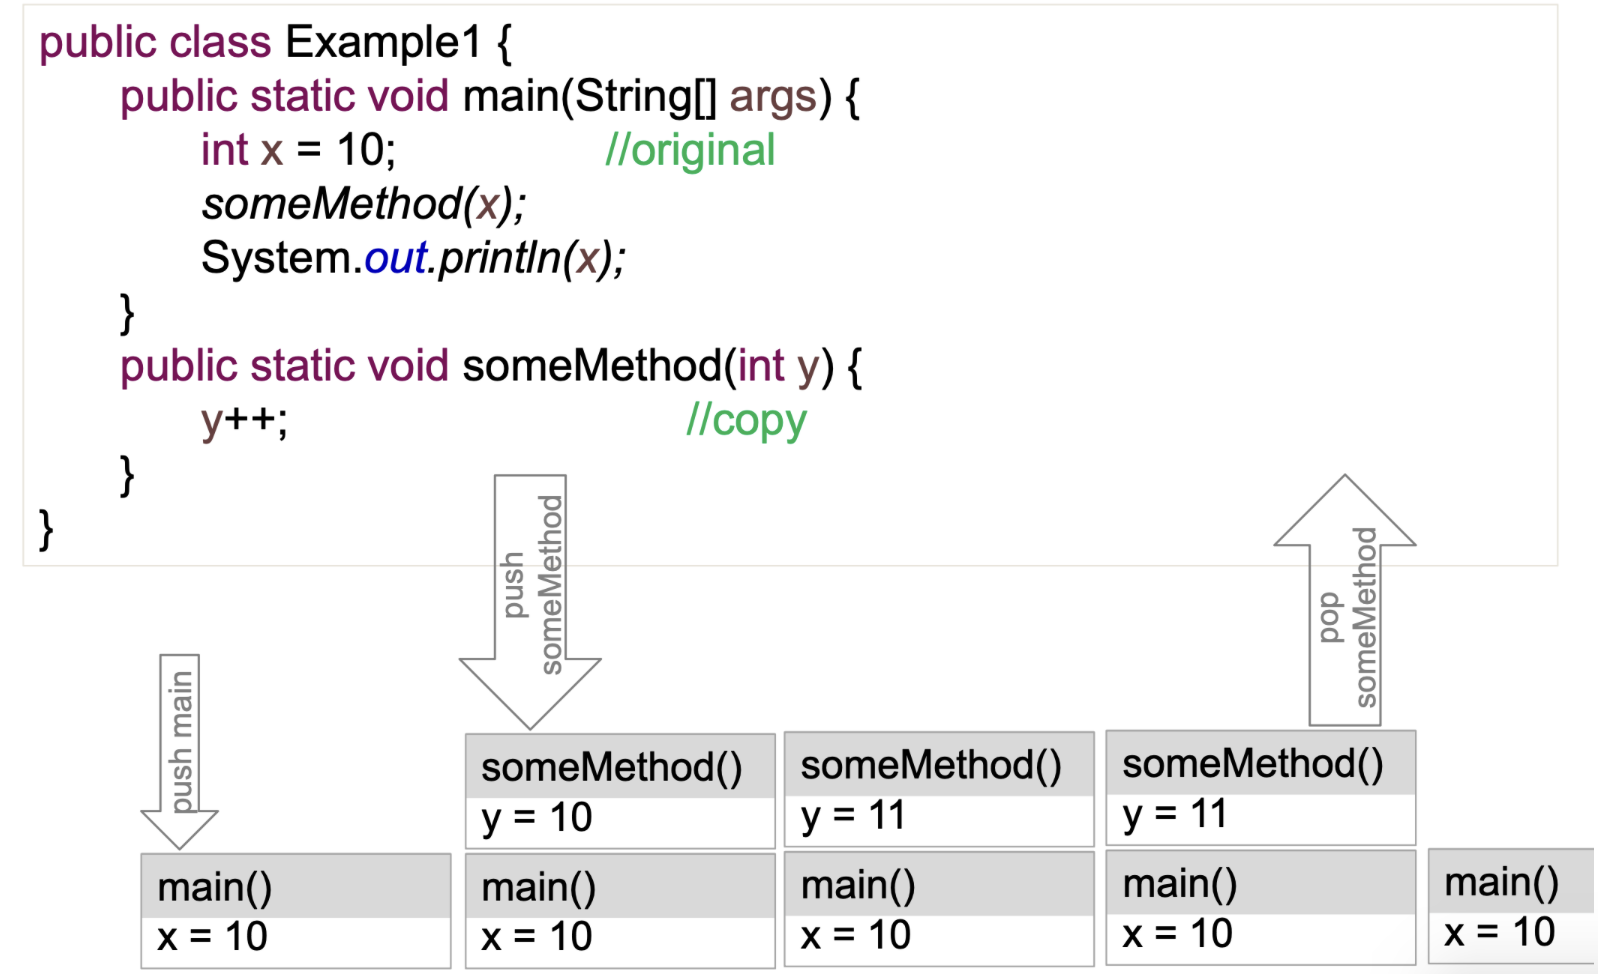 public class Example1 {
public static void main(String[] args) {
int x = 10; //original
someMethod(x);
System.out.println(x);
}
public static void someMethod(int y) {
y++; //copy
}
}
push main
push
someMethod
pop
someMethod
someMethod()
y = 10
someMethod()
y = 11
someMethod()
y = 11
main()
x = 10
main()
x = 10
main()
x = 10
main()
x = 10
main()
x = 10